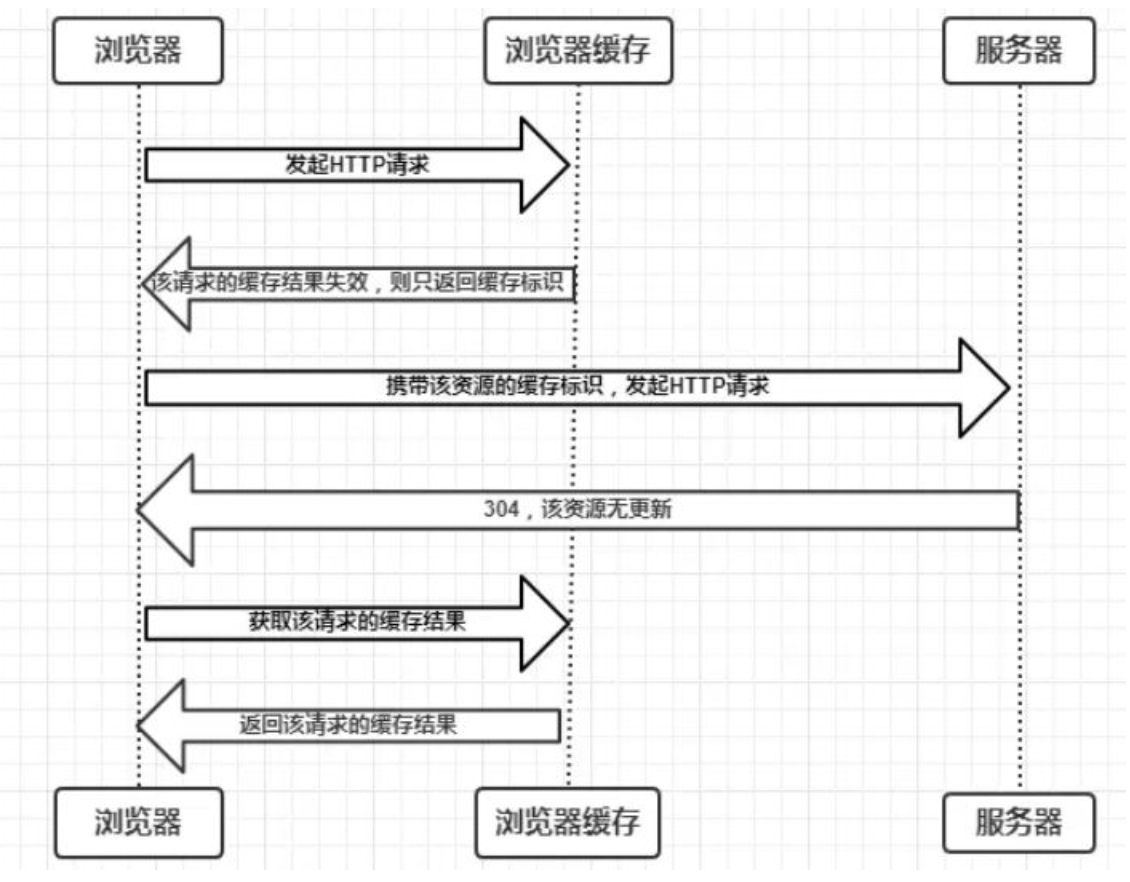 浏览器
浏览器缓存
服务器
发起HTTP请求
该请求的缓存结果失效，则只返回缓存标识
携带该资源的缓存标识，发起HTTP请求
304，该资源无更新
获取该请求的缓存结果
返回该请求的缓存结果
浏览器
浏览器缓存
服务器